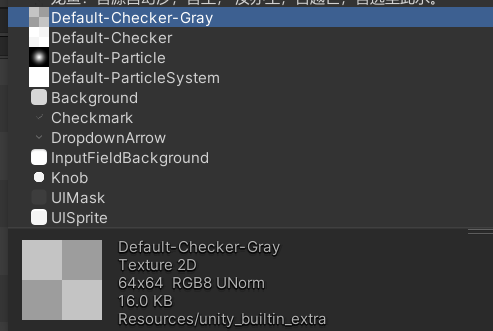 Default-Checker-Gray
Default-Checker
Default-Particle
Default-ParticleSystem
Background
Checkmark
DropdownArrow
InputFieldBackground
Knob
UIMask
UISprite
Default-Checker-Gray
Texture 2D
64x64  RGB8 UNorm
16.0 KB
Resources/unity_builtin_extra